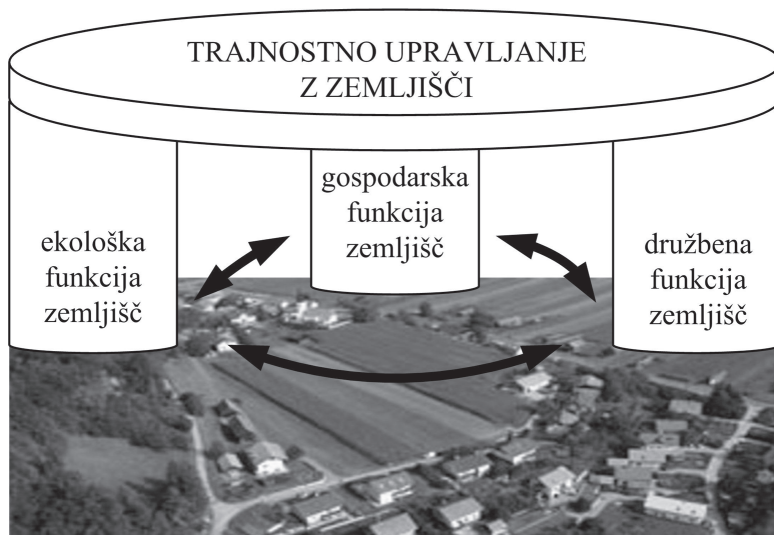 TRAJNOSTNO UPRAVLJANJE
Z ZEMLJIŠČI
ekološka
funkcija
zemljišč
gospodarska
funkcija
zemljišč
družbena
funkcija
zemljišč